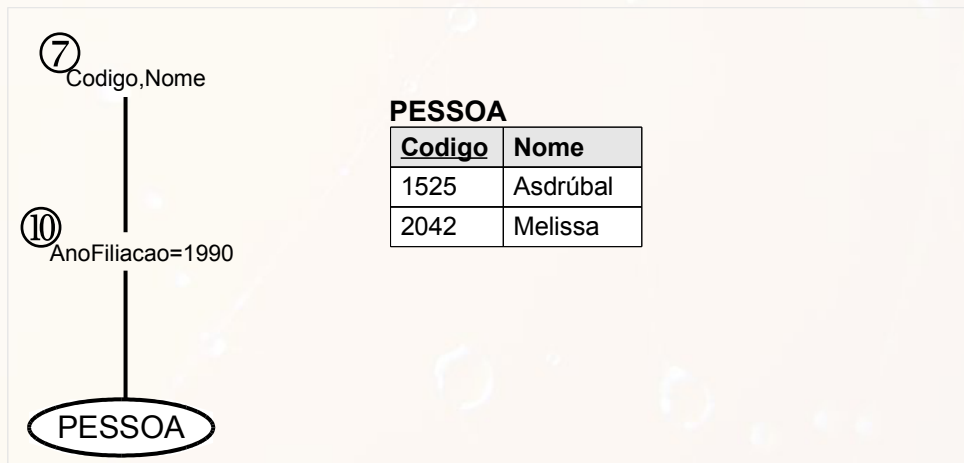 ⑦
Codigo,Nome
PESSOA
Codigo Nome
1525 Asdrúbal
2042 Melissa
⑩
AnoFiliacao=1990
PESSOA